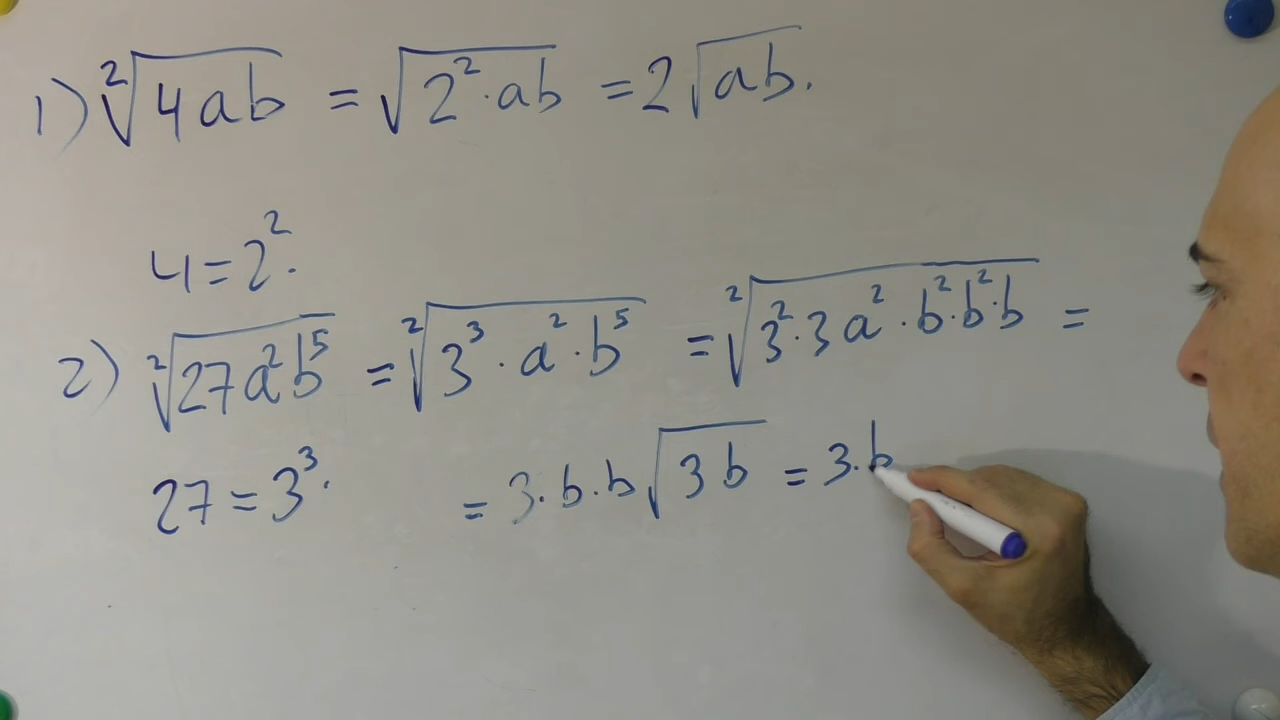 1) ²√(4ab) = √(2²·ab) = 2√(ab).
4=2².
2) ²√(27a²b⁵) = ²√(3³·a²·b⁵) = ²√(3²·3a²·b²·b²·b) =
27=3³. = 3·b·b√(3b) = 3·b